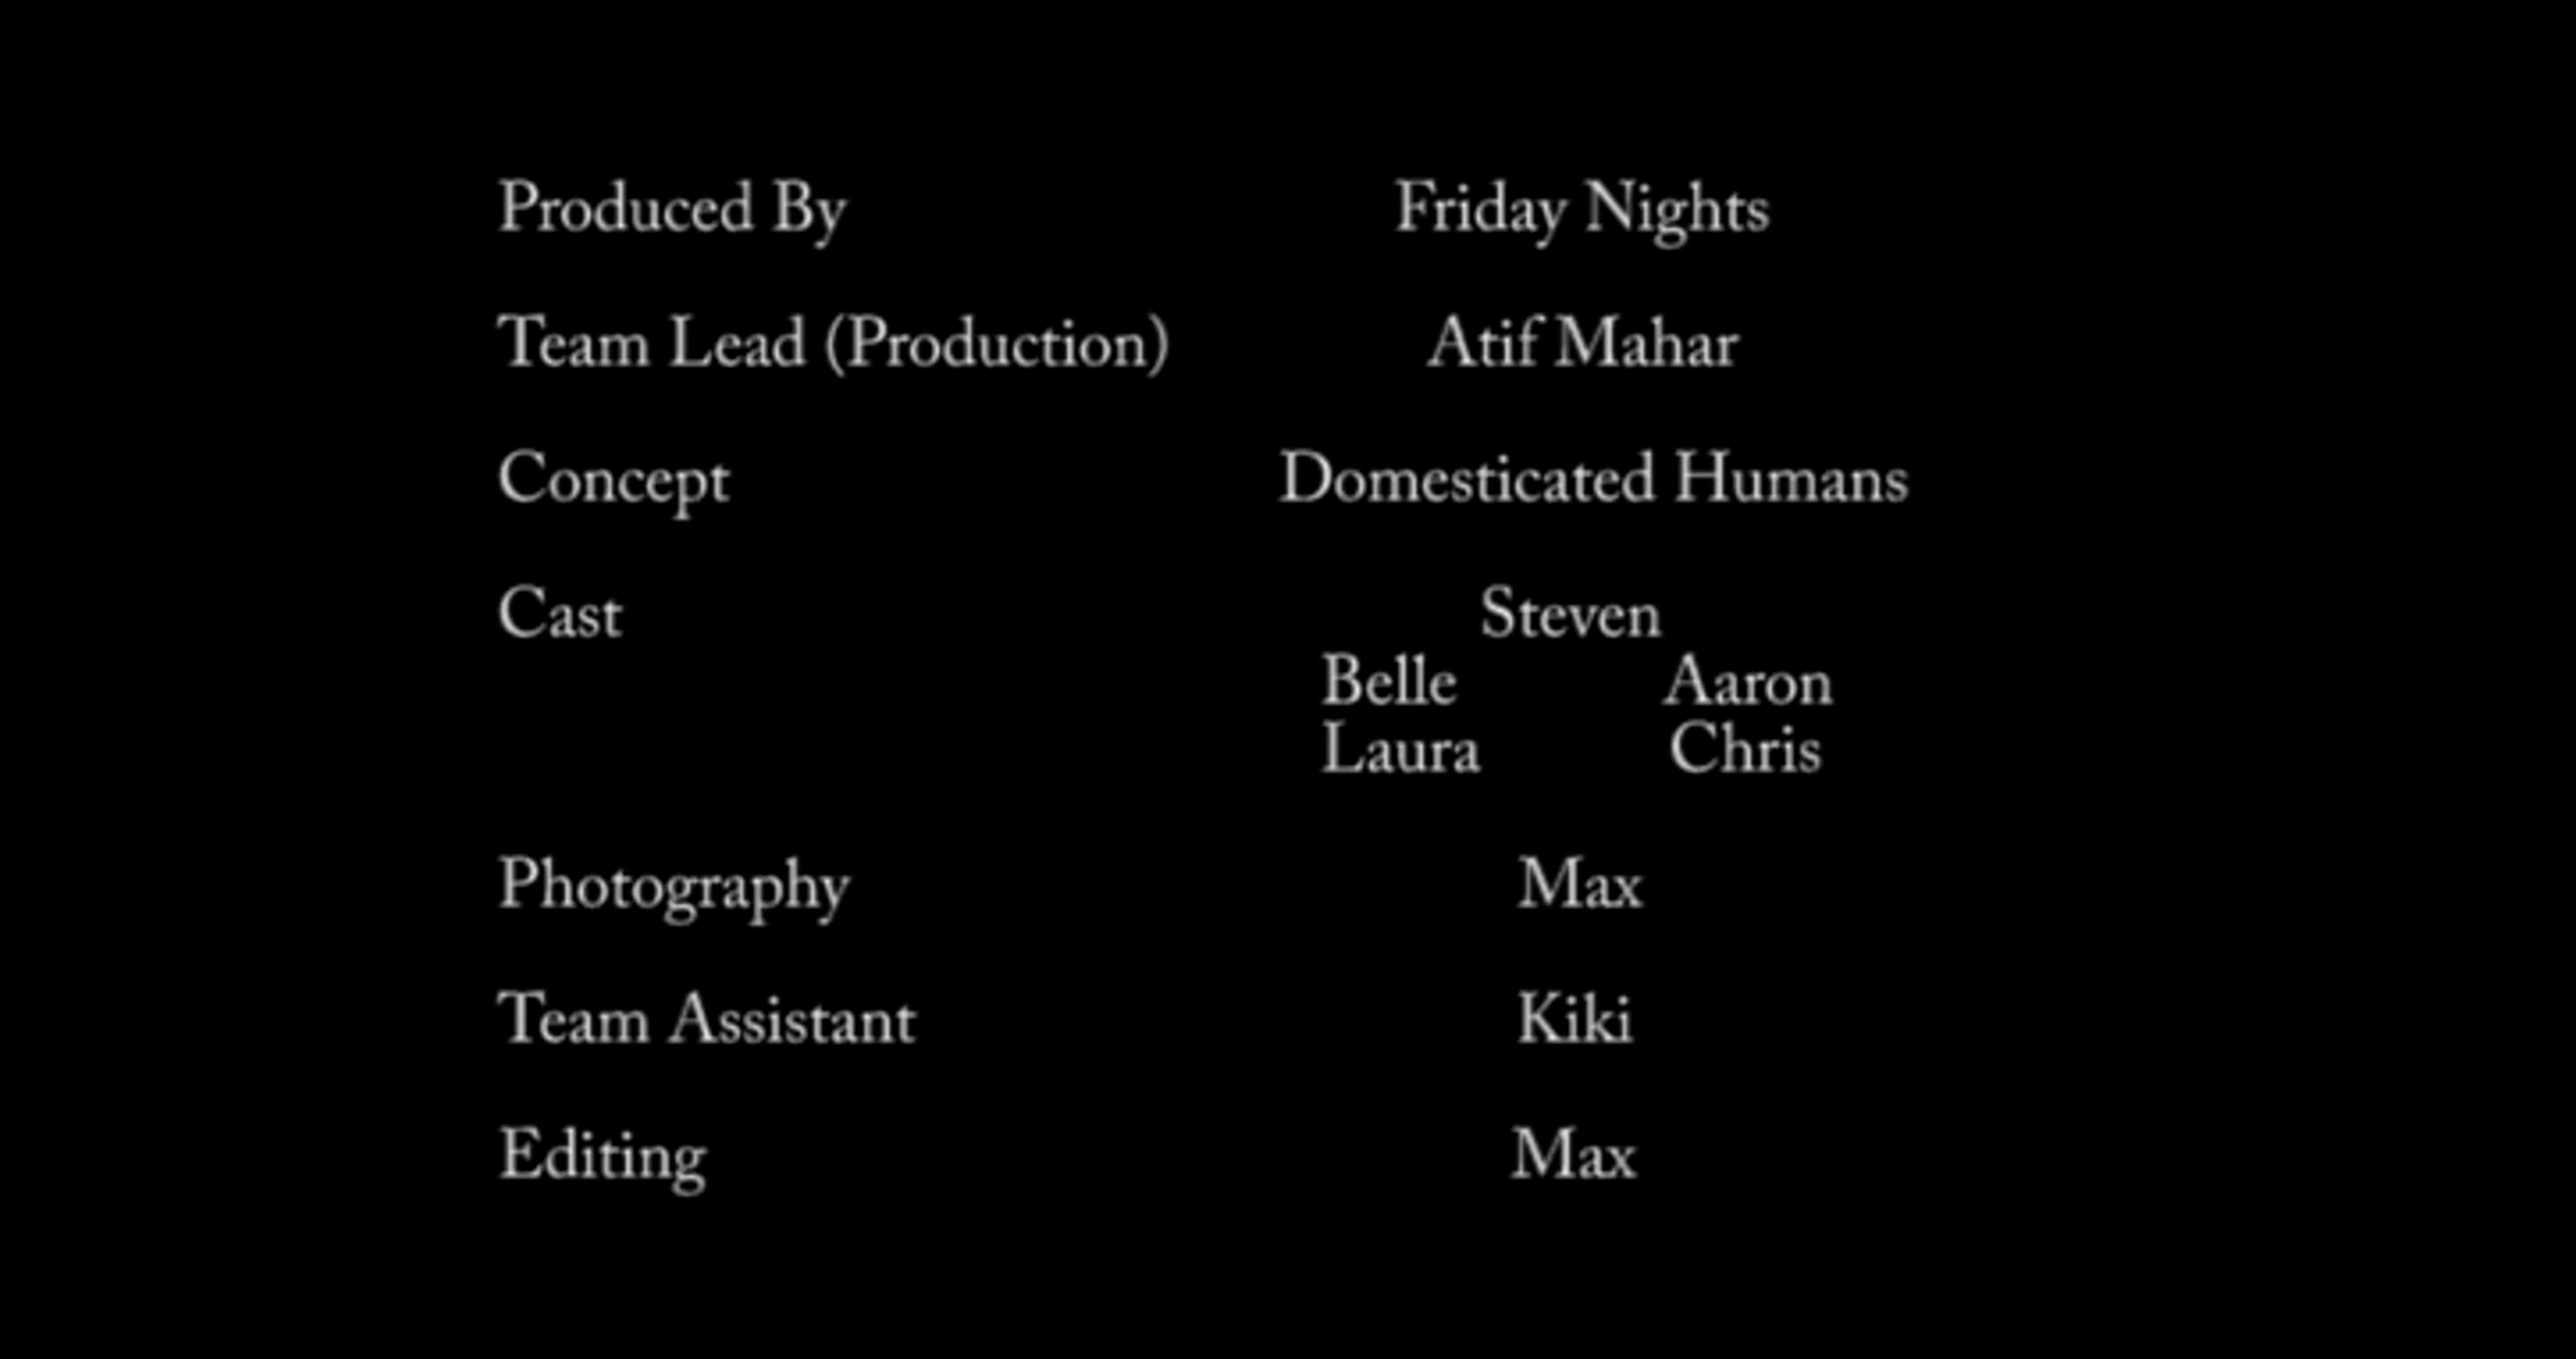 Produced By Friday Nights
Team Lead (Production) Atif Mahar
Concept Domesticated Humans
Cast Steven
Belle Aaron
Laura Chris
Photography Max
Team Assistant Kiki
Editing Max